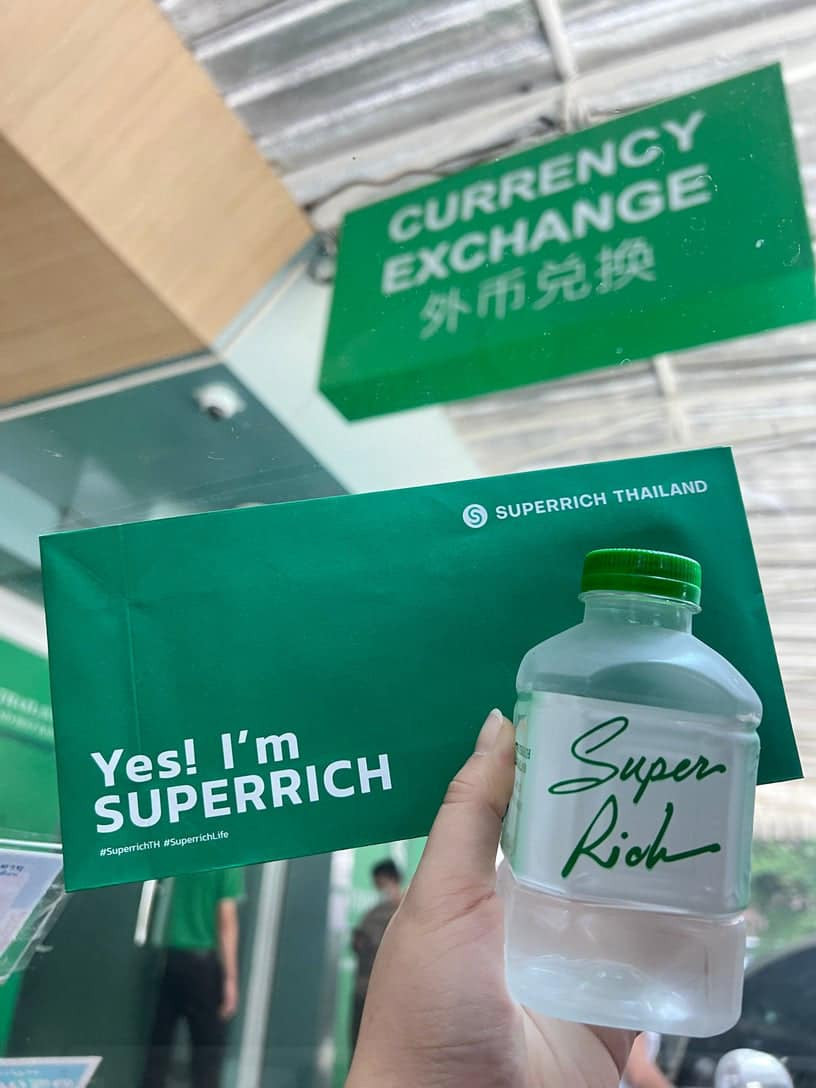 CURRENCY
EXCHANGE
外币兑换
SUPERRICH THAILAND
Yes! I'm
SUPERRICH
#SuperrichTH #SuperrichLife
Super
Rich